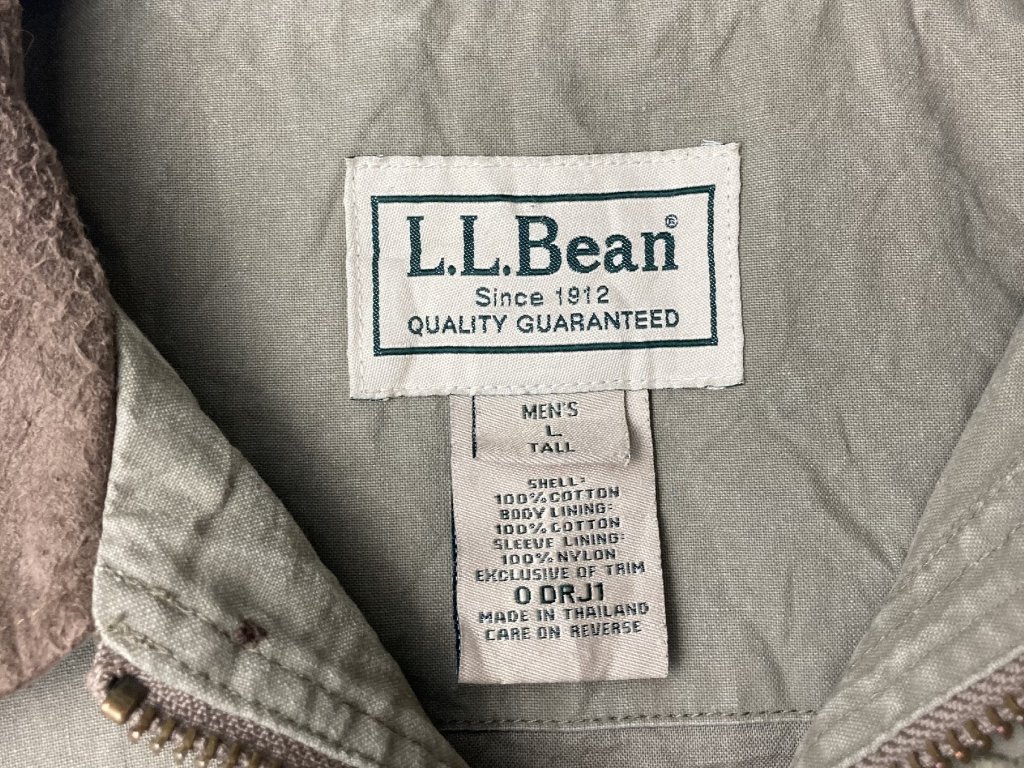 L.L.Bean®
Since 1912
QUALITY GUARANTEED
MEN'S
L
TALL
SHELL:
100% COTTON
BODY LINING:
100% COTTON
SLEEVE LINING:
100% NYLON
EXCLUSIVE OF TRIM
0 DRJ1
MADE IN THAILAND
CARE ON REVERSE